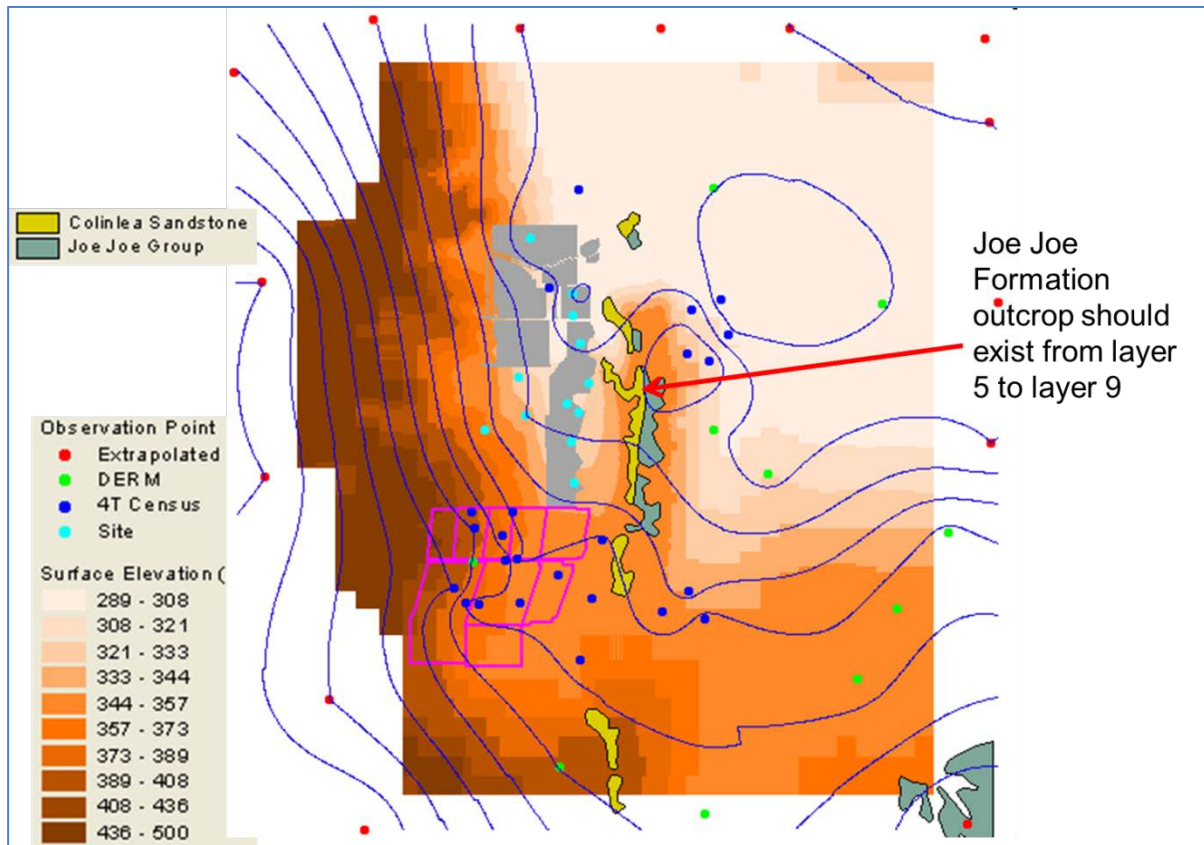 Colinlea Sandstone
Joe Joe Group
Joe Joe
Formation
outcrop should
exist from layer
5 to layer 9
Observation Point
Extrapolated
DERM
4T Census
Site
Surface Elevation (
289 - 308
308 - 321
321 - 333
333 - 344
344 - 357
357 - 373
373 - 389
389 - 408
408 - 436
436 - 500